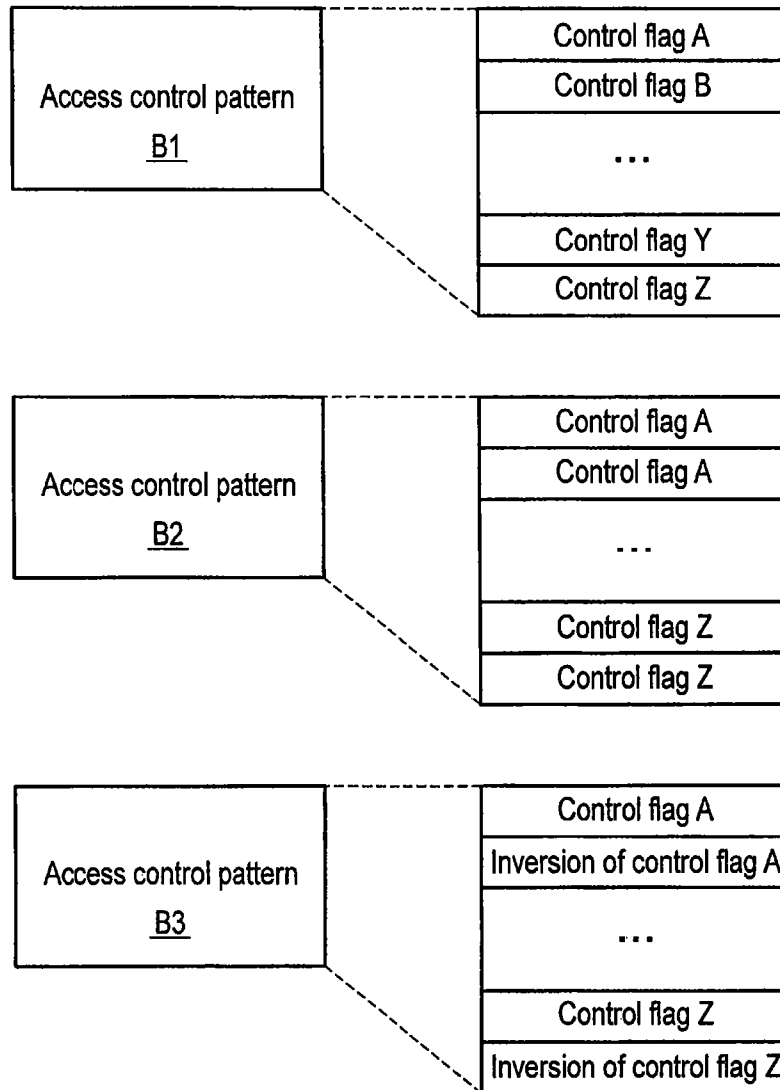 Access control pattern
B1
Control flag A
Control flag B
...
Control flag Y
Control flag Z
Access control pattern
B2
Control flag A
Control flag A
...
Control flag Z
Control flag Z
Access control pattern
B3
Control flag A
Inversion of control flag A
...
Control flag Z
Inversion of control flag Z